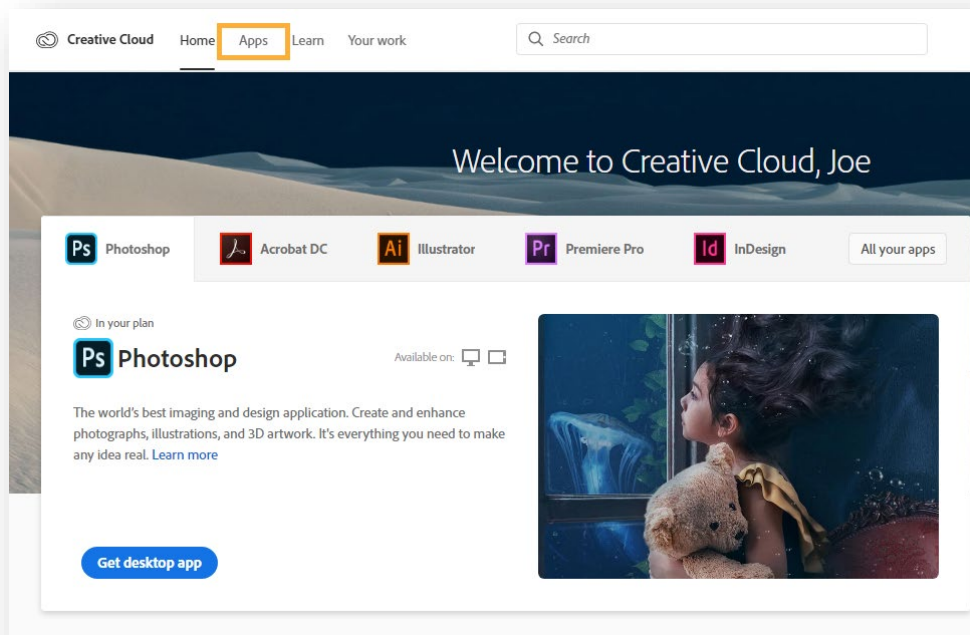 Creative Cloud Home Apps Learn Your work Search
Welcome to Creative Cloud, Joe
Ps Photoshop Acrobat DC Ai Illustrator Pr Premiere Pro Id InDesign All your apps
In your plan
Ps Photoshop Available on:
The world's best imaging and design application. Create and enhance
photographs, illustrations, and 3D artwork. It's everything you need to make
any idea real. Learn more
Get desktop app